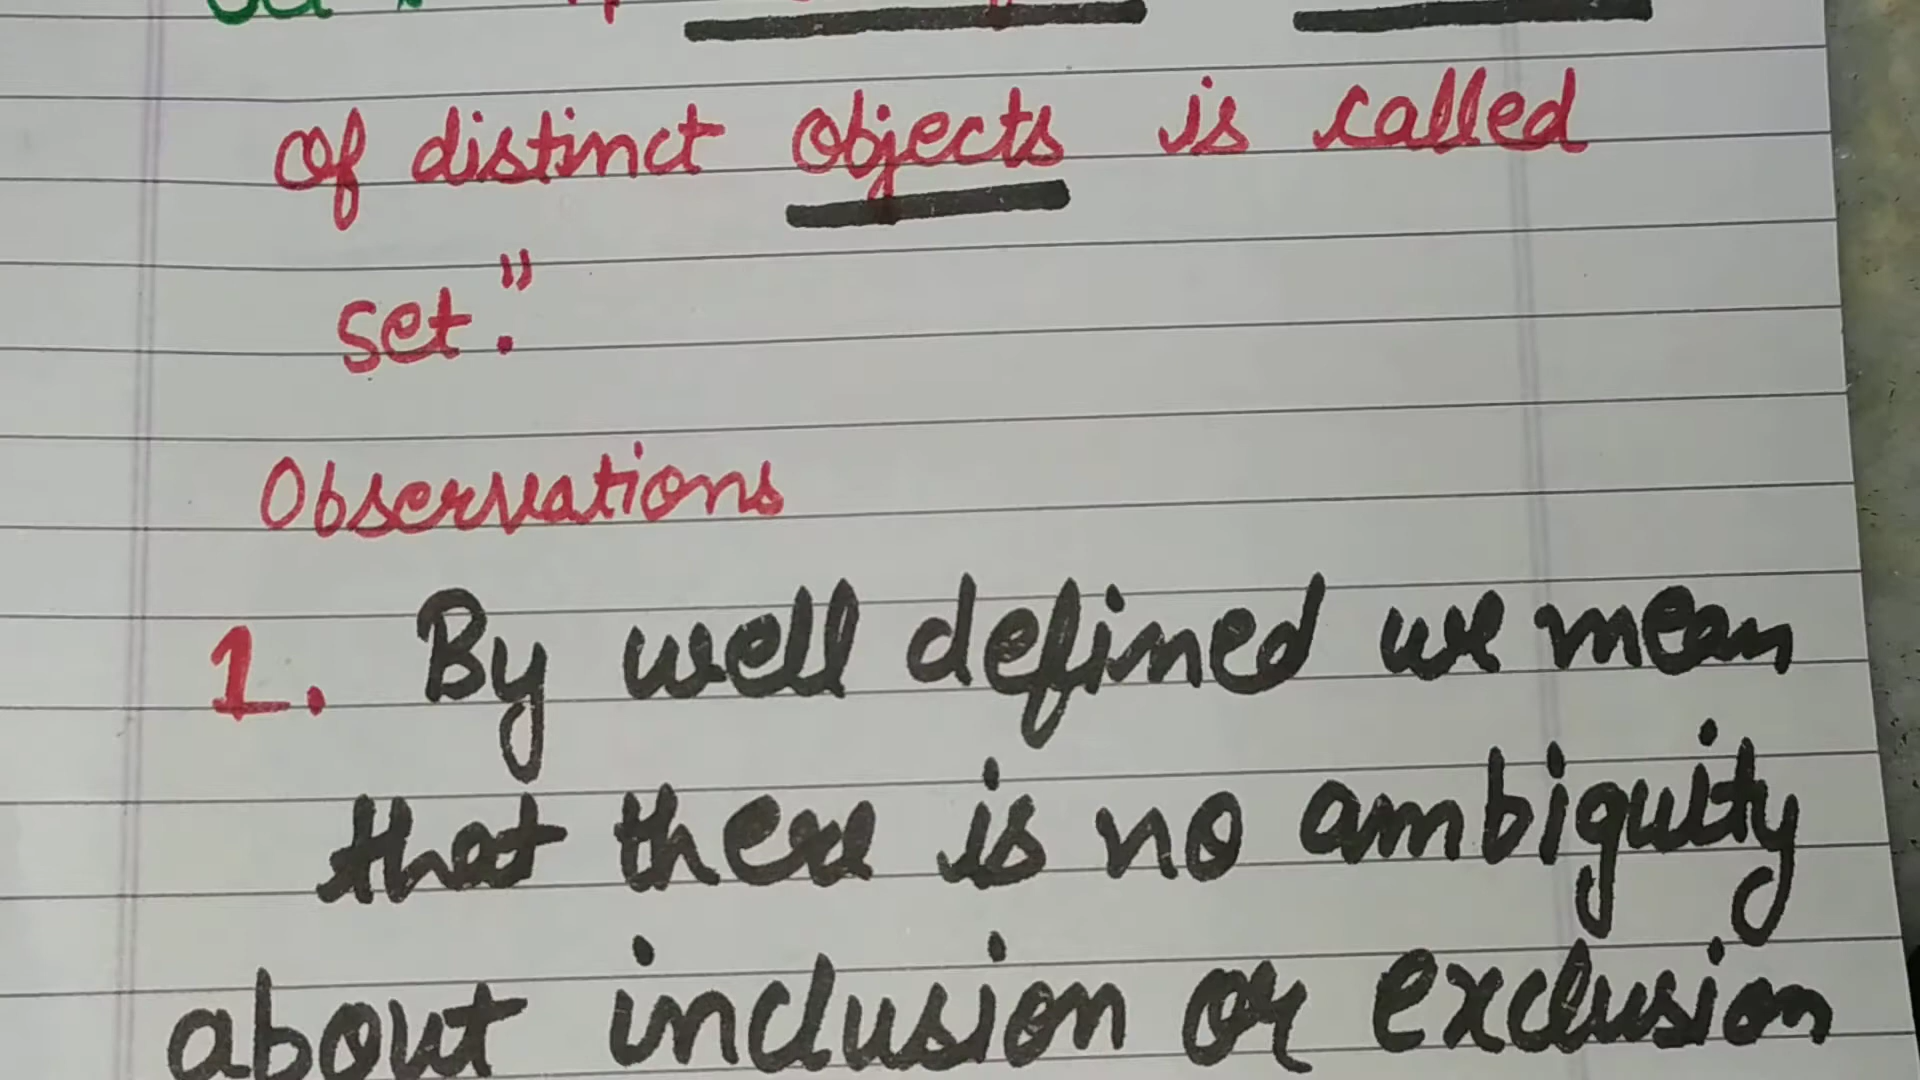 of distinct objects is called
set."
Observations
1. By well defined we mean
that there is no ambiguity
about inclusion or exclusion